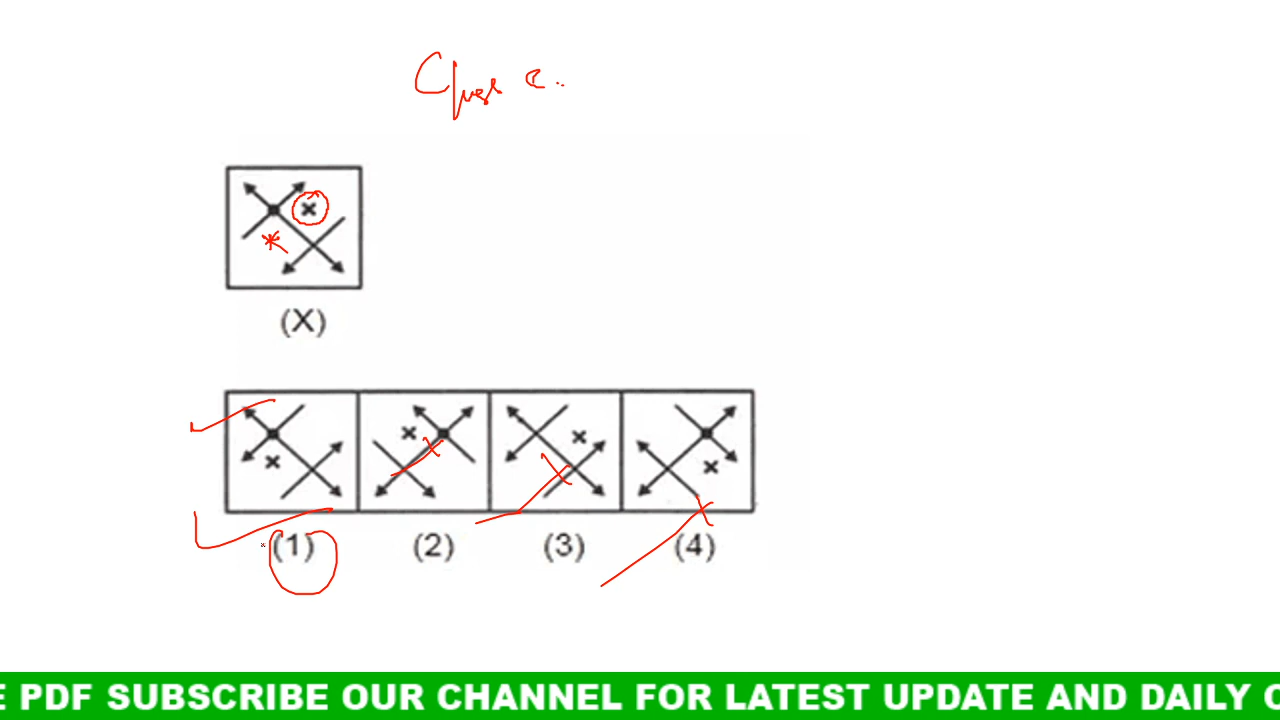 (X)
(1) (2) (3) (4)
E PDF SUBSCRIBE OUR CHANNEL FOR LATEST UPDATE AND DAILY C